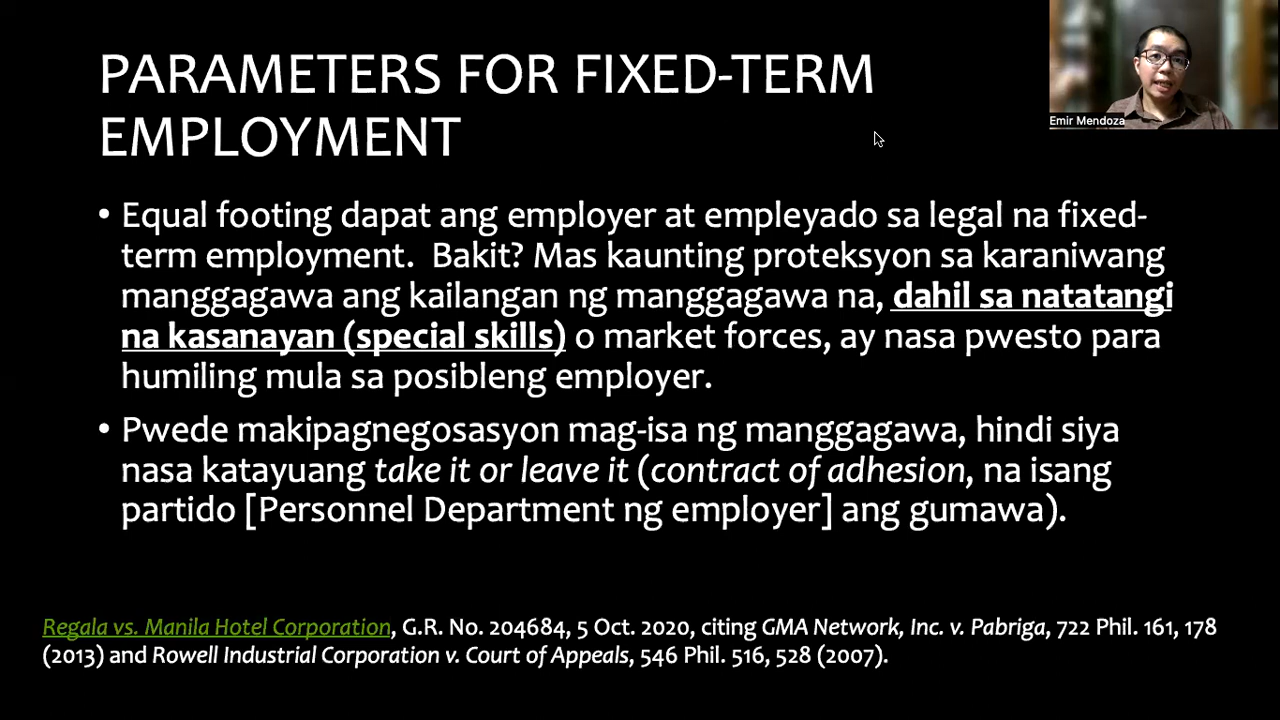 PARAMETERS FOR FIXED-TERM
EMPLOYMENT
Emir Mendoza
• Equal footing dapat ang employer at empleyado sa legal na fixed-
term employment.  Bakit? Mas kaunting proteksyon sa karaniwang
manggagawa ang kailangan ng manggagawa na, dahil sa natatangi
na kasanayan (special skills) o market forces, ay nasa pwesto para
humiling mula sa posibleng employer.
• Pwede makipagnegosasyon mag-isa ng manggagawa, hindi siya
nasa katayuang take it or leave it (contract of adhesion, na isang
partido [Personnel Department ng employer] ang gumawa).
Regala vs. Manila Hotel Corporation, G.R. No. 204684, 5 Oct. 2020, citing GMA Network, Inc. v. Pabriga, 722 Phil. 161, 178
(2013) and Rowell Industrial Corporation v. Court of Appeals, 546 Phil. 516, 528 (2007).